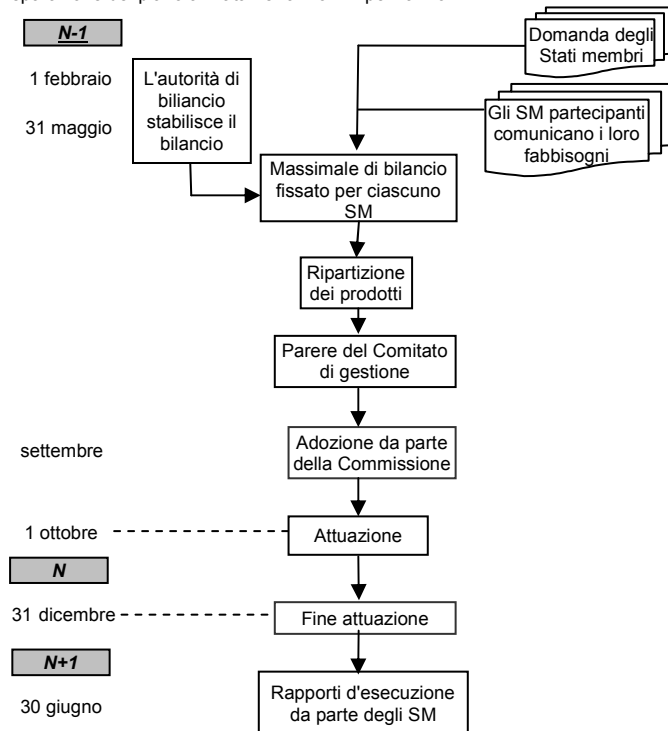 N-1
Domanda degli
Stati membri
1 febbraio
L'autorità di
biliancio
stabilisce il
bilancio
31 maggio
Gli SM partecipanti
comunicano i loro
fabbisogni
Massimale di bilancio
fissato per ciascuno
SM
Ripartizione
dei prodotti
Parere del Comitato
di gestione
settembre
Adozione da parte
della Commissione
1 ottobre
Attuazione
N
31 dicembre
Fine attuazione
N+1
30 giugno
Rapporti d'esecuzione
da parte degli SM